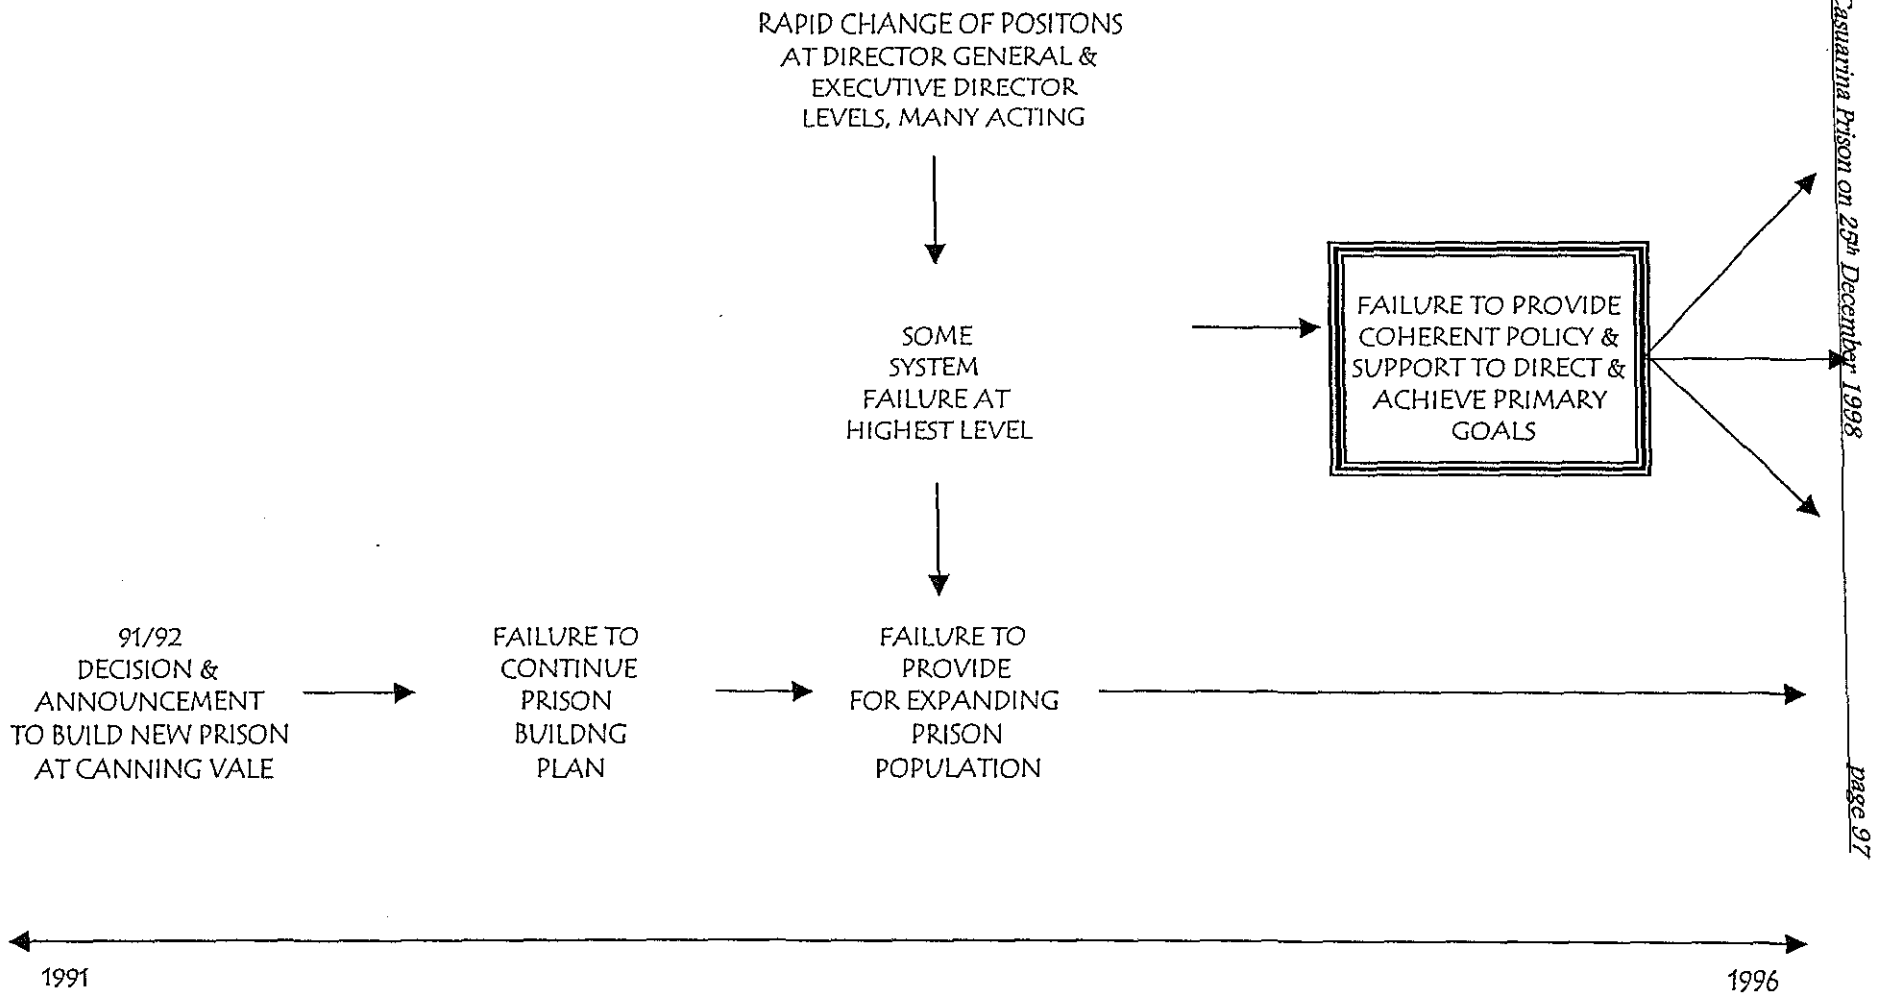 RAPID CHANGE OF POSITONS
AT DIRECTOR GENERAL &
EXECUTIVE DIRECTOR
LEVELS, MANY ACTING
SOME
SYSTEM
FAILURE AT
HIGHEST LEVEL
FAILURE TO PROVIDE
COHERENT POLICY &
SUPPORT TO DIRECT &
ACHIEVE PRIMARY
GOALS
91/92
DECISION &
ANNOUNCEMENT
TO BUILD NEW PRISON
AT CANNING VALE
FAILURE TO
CONTINUE
PRISON
BUILDNG
PLAN
FAILURE TO
PROVIDE
FOR EXPANDING
PRISON
POPULATION
1991
1996
Casuarina Prison on 25th December 1998
page 97